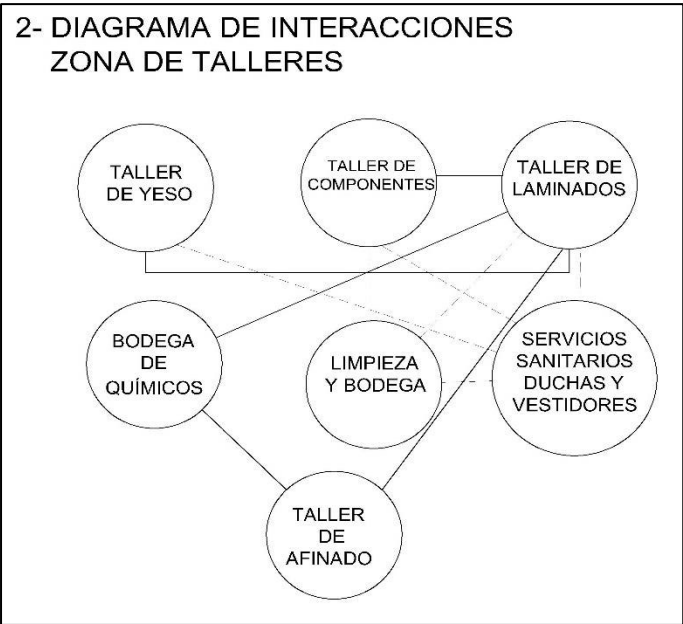 2- DIAGRAMA DE INTERACCIONES
ZONA DE TALLERES
TALLER
DE YESO
TALLER DE
COMPONENTES
TALLER DE
LAMINADOS
BODEGA
DE
QUÍMICOS
LIMPIEZA
Y BODEGA
SERVICIOS
SANITARIOS
DUCHAS Y
VESTIDORES
TALLER
DE
AFINADO